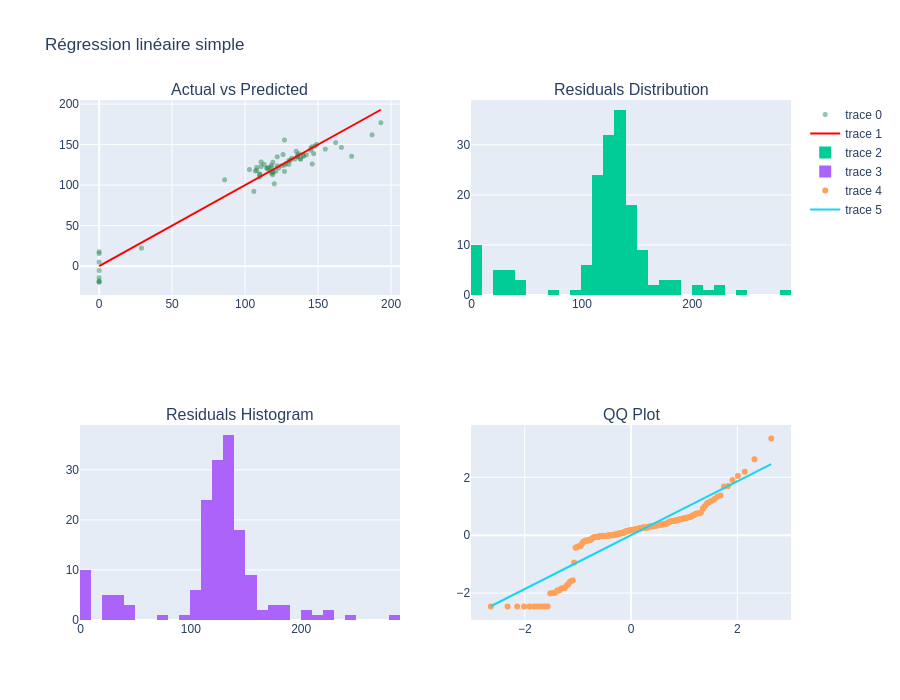 Régression linéaire simple
Actual vs Predicted
200
150
100
50
0
0
50
100
150
200
Residuals Distribution
30
20
10
0
0
100
200
trace 0
trace 1
trace 2
trace 3
trace 4
trace 5
Residuals Histogram
30
20
10
0
0
100
200
QQ Plot
2
0
−2
−2
0
2